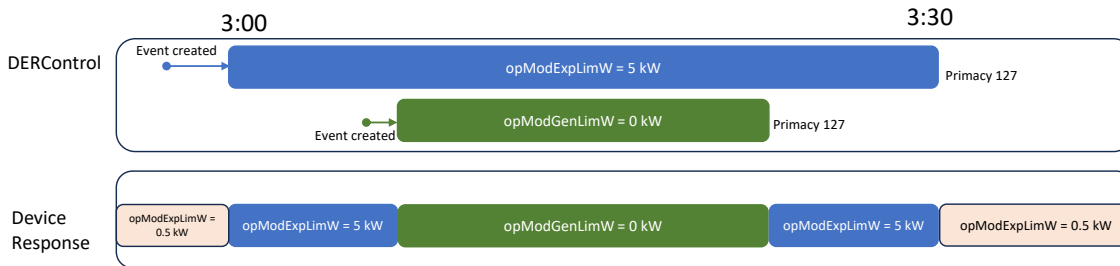 3:00
3:30
Event created
DERControl
opModExpLimW = 5 kW
Primacy 127
opModGenLimW = 0 kW
Primacy 127
Event created
Device
Response
opModExpLimW =
0.5 kW
opModExpLimW = 5 kW
opModGenLimW = 0 kW
opModExpLimW = 5 kW
opModExpLimW = 0.5 kW